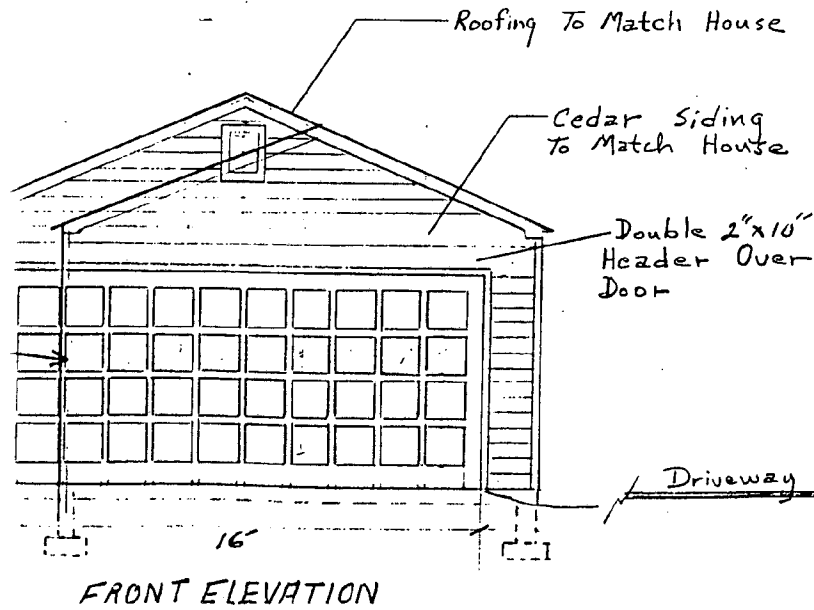 Roofing To Match House
Cedar Siding
To Match House
Double 2"x10"
Header Over
Door
Driveway
16'
FRONT ELEVATION